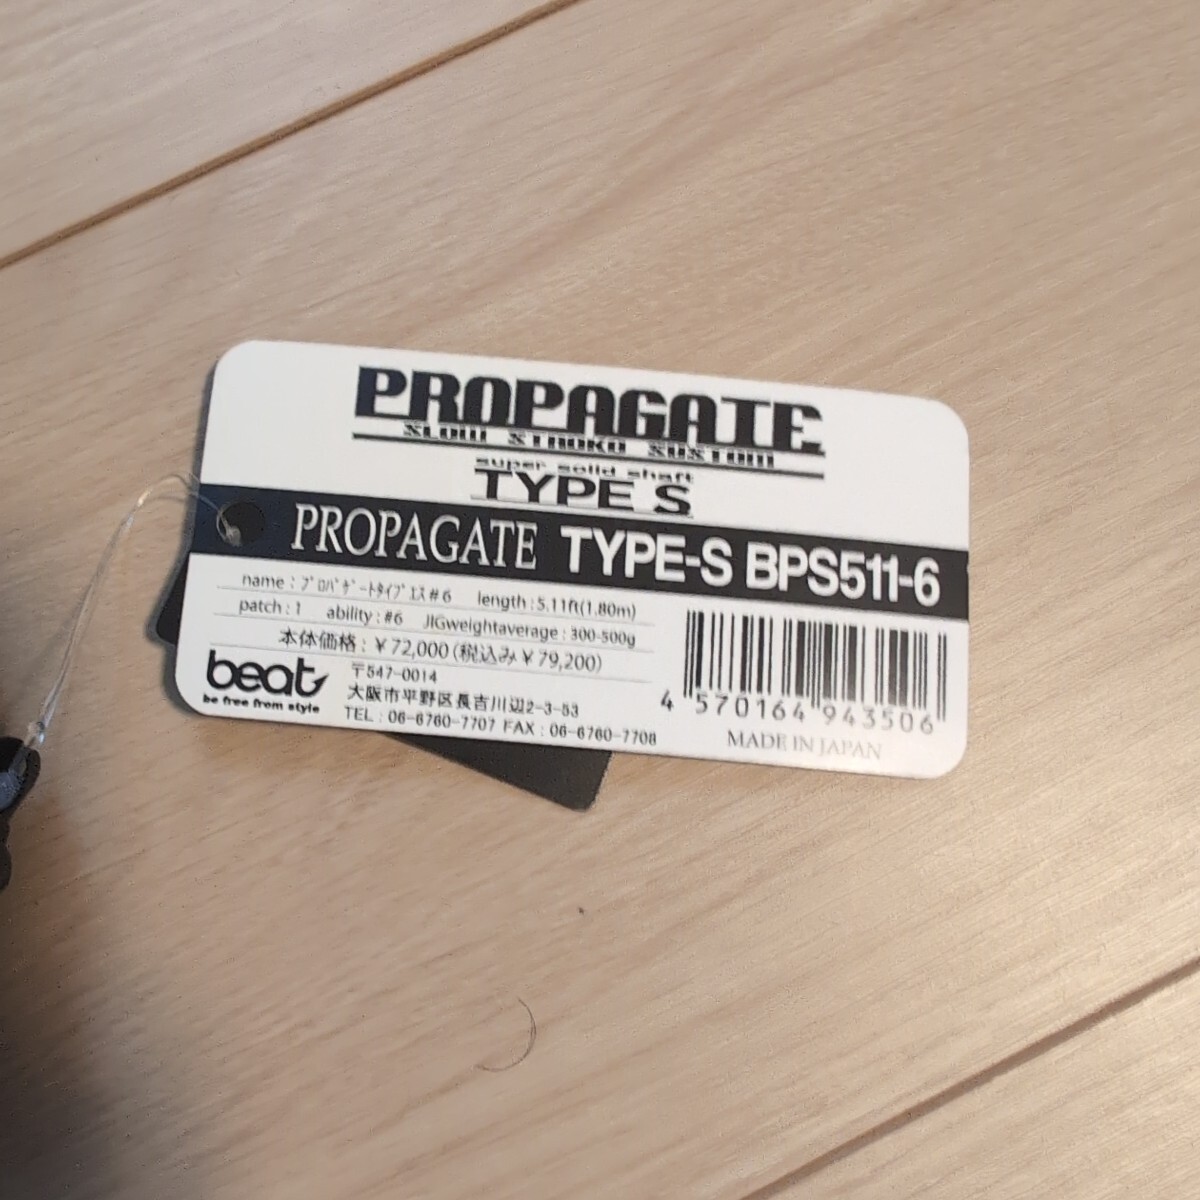 PROPAGATE
SLOW STROKE KUSTOM
super solid shaft
TYPE S
PROPAGATE TYPE-S BPS511-6
name : ﾌﾟﾛﾊﾟｹﾞｰﾄﾀｲﾌﾟｴｽ#6 length : 5.11ft(1.80m)
patch : 1 ability : #6 JIGweightaverage : 300-500g
本体価格 : ￥72,000(税込み￥79,200)
beat
be free from style
〒547-0014
大阪市平野区長吉川辺2-3-53
TEL : 06-6760-7707 FAX : 06-6760-7708
4 570164 943506
MADE IN JAPAN